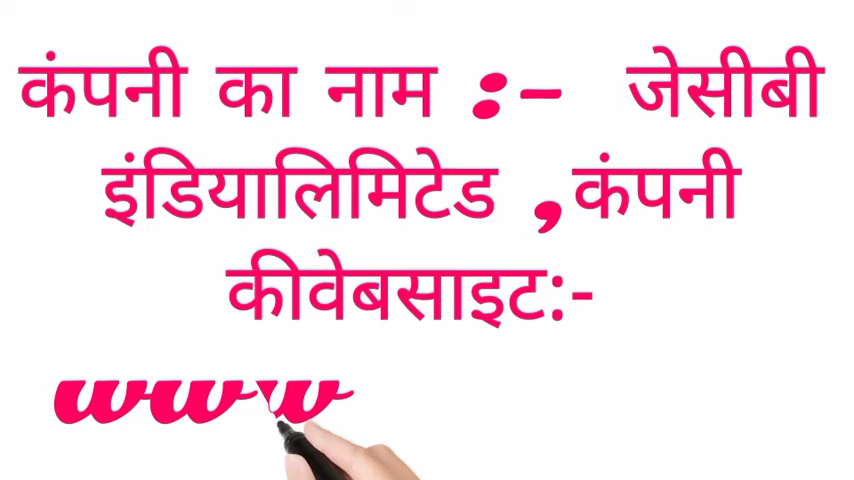 कंपनी का नाम :- जेसीबी
इंडियालिमिटेड ,कंपनी
कीवेबसाइट:-
www